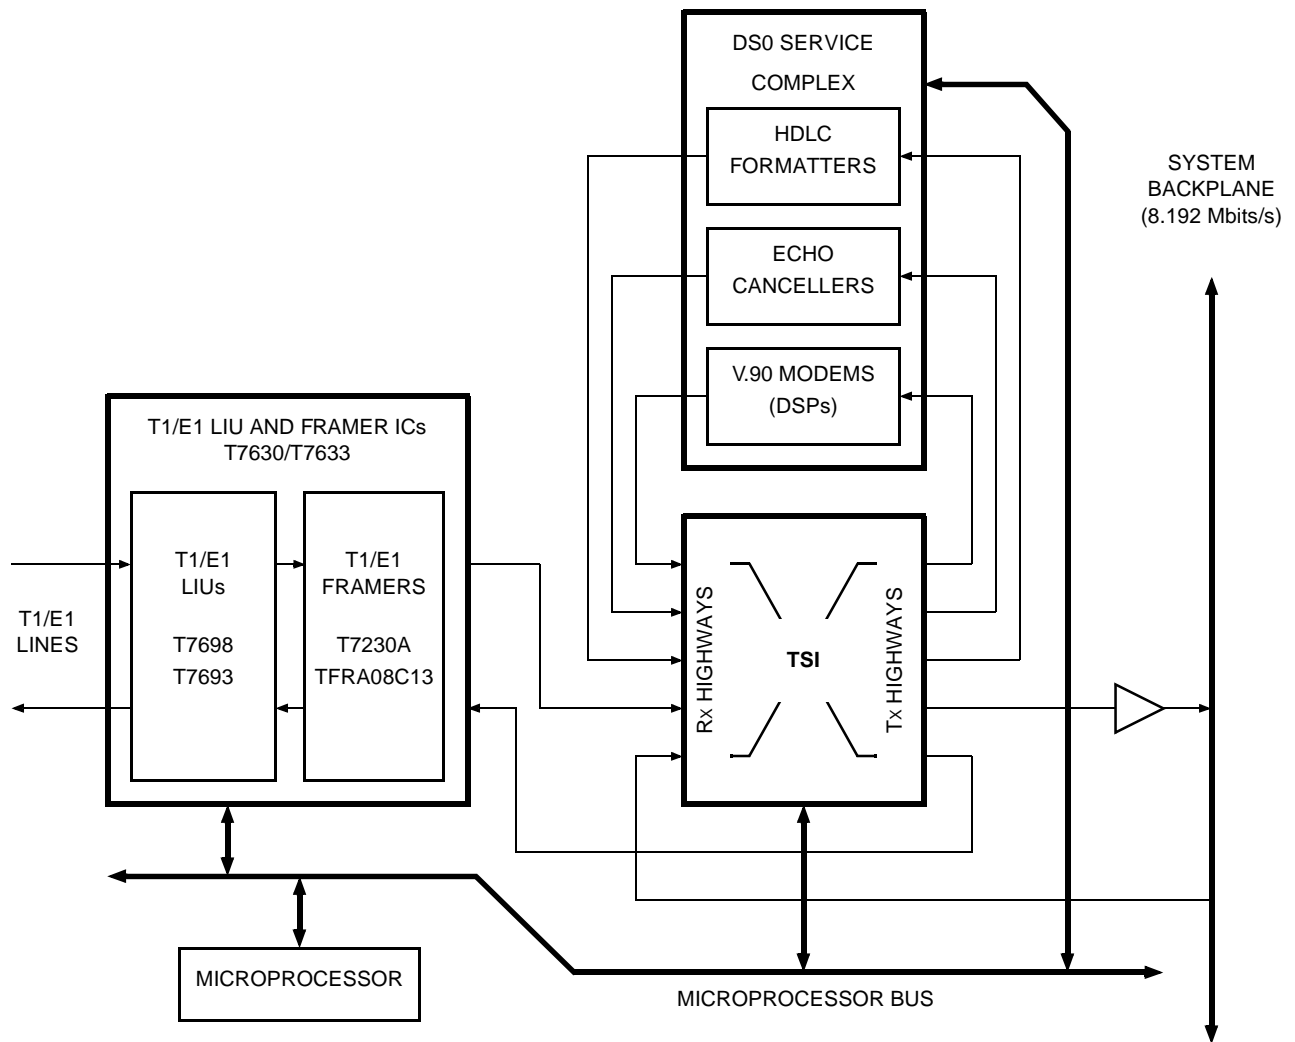 DS0 SERVICE
COMPLEX
HDLC
FORMATTERS
ECHO
CANCELLERS
V.90 MODEMS
(DSPs)
SYSTEM
BACKPLANE
(8.192 Mbits/s)
T1/E1 LIU AND FRAMER ICs
T7630/T7633
T1/E1
LIUs
T7698
T7693
T1/E1
FRAMERS
T7230A
TFRA08C13
T1/E1
LINES
RX HIGHWAYS
TSI
TX HIGHWAYS
MICROPROCESSOR
MICROPROCESSOR BUS